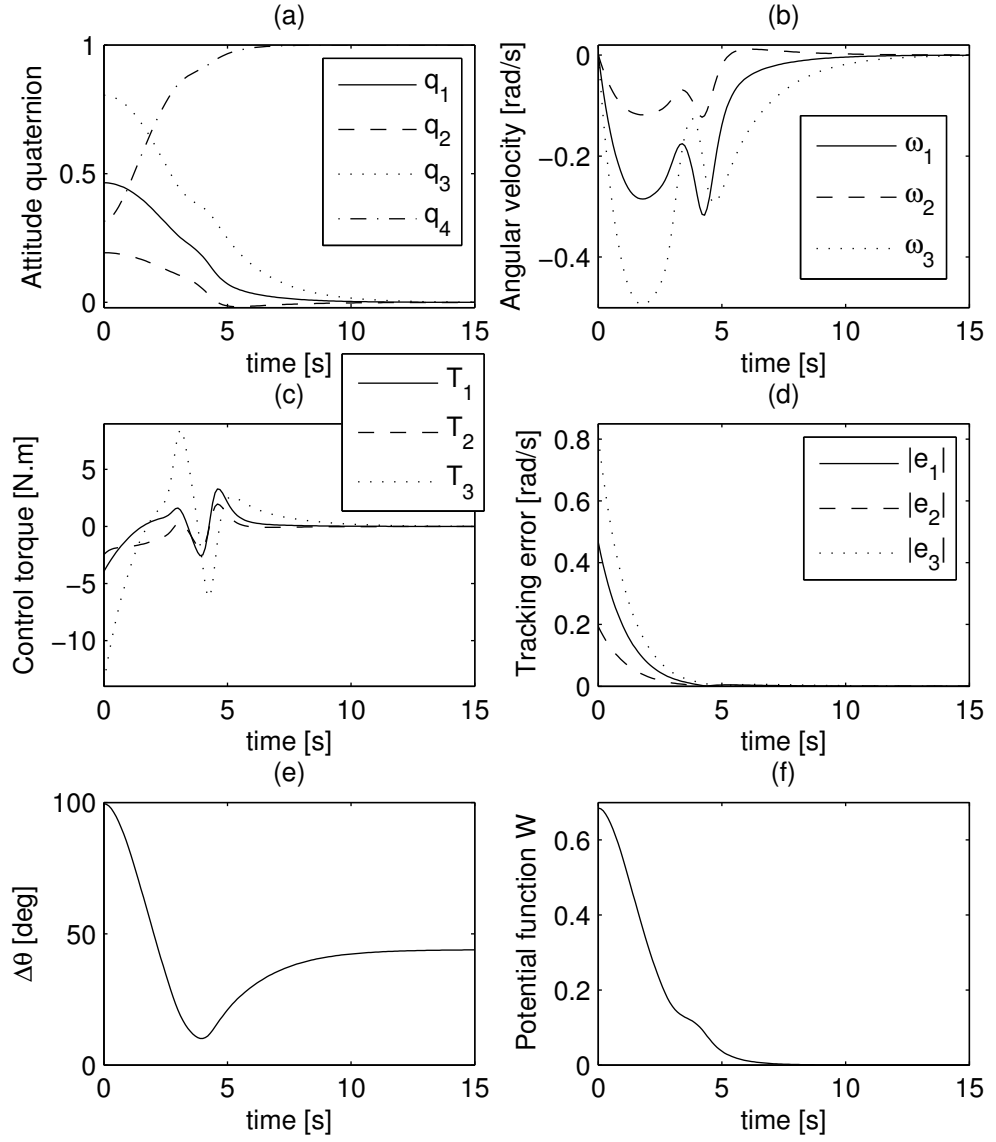 (a)
Attitude quaternion
1
0.5
0
q1
q2
q3
q4
0
5
10
15
time [s]
(b)
Angular velocity [rad/s]
0
−0.2
−0.4
ω1
ω2
ω3
0
5
10
15
time [s]
(c)
Control torque [N.m]
5
0
−5
−10
T1
T2
T3
0
5
10
15
time [s]
(d)
Tracking error [rad/s]
0.8
0.6
0.4
0.2
0
|e1|
|e2|
|e3|
0
5
10
15
time [s]
(e)
Δθ [deg]
100
50
0
0
5
10
15
time [s]
(f)
Potential function W
0.6
0.4
0.2
0
0
5
10
15
time [s]